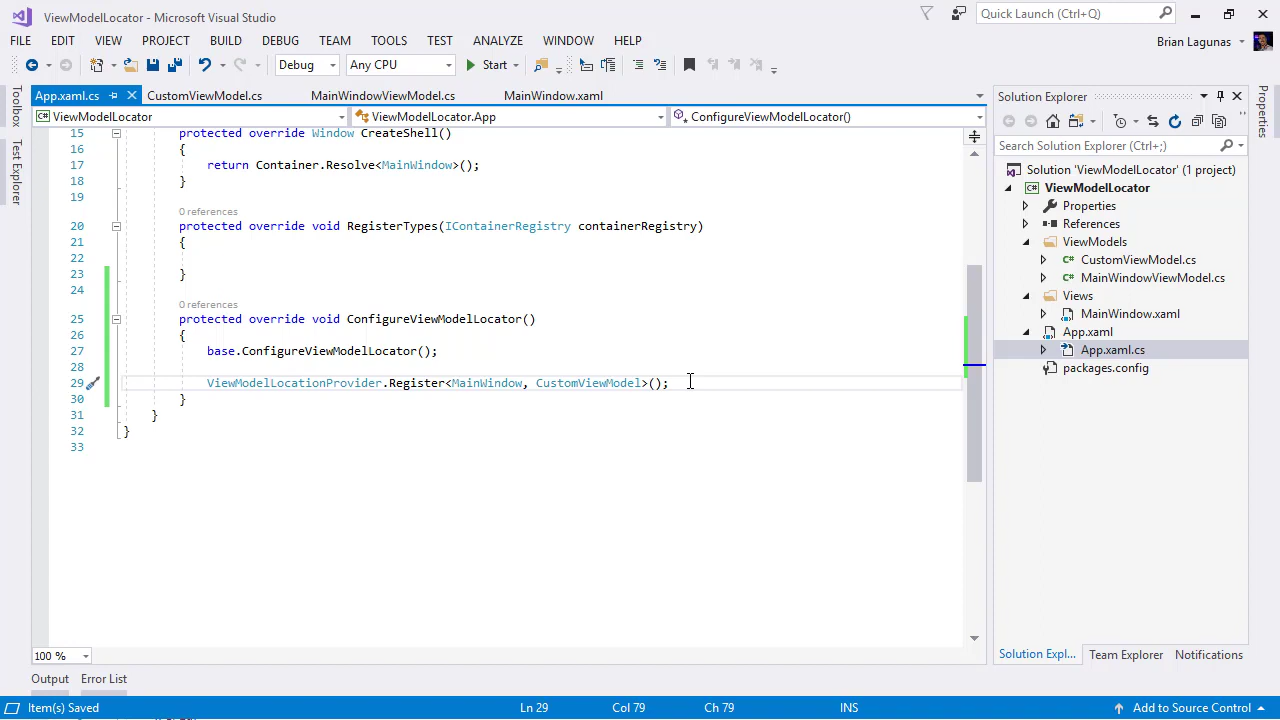 ViewModelLocator - Microsoft Visual Studio
Quick Launch (Ctrl+Q)
FILE EDIT VIEW PROJECT BUILD DEBUG TEAM TOOLS TEST ANALYZE WINDOW HELP
Brian Lagunas
Debug Any CPU Start
App.xaml.cs CustomViewModel.cs MainWindowViewModel.cs MainWindow.xaml
ViewModelLocator ViewModelLocator.App ConfigureViewModelLocator()
Toolbox
Test Explorer
15 protected override Window CreateShell()
16 {
17 return Container.Resolve<MainWindow>();
18 }
19
0 references
20 protected override void RegisterTypes(IContainerRegistry containerRegistry)
21 {
22
23 }
24
0 references
25 protected override void ConfigureViewModelLocator()
26 {
27 base.ConfigureViewModelLocator();
28
29 ViewModelLocationProvider.Register<MainWindow, CustomViewModel>();
30 }
31 }
32 }
33
100 %
Solution Explorer
Search Solution Explorer (Ctrl+;)
Solution 'ViewModelLocator' (1 project)
ViewModelLocator
Properties
References
ViewModels
CustomViewModel.cs
MainWindowViewModel.cs
Views
MainWindow.xaml
App.xaml
App.xaml.cs
packages.config
Solution Expl... Team Explorer Notifications
Properties
Output Error List
Item(s) Saved Ln 29 Col 79 Ch 79 INS Add to Source Control